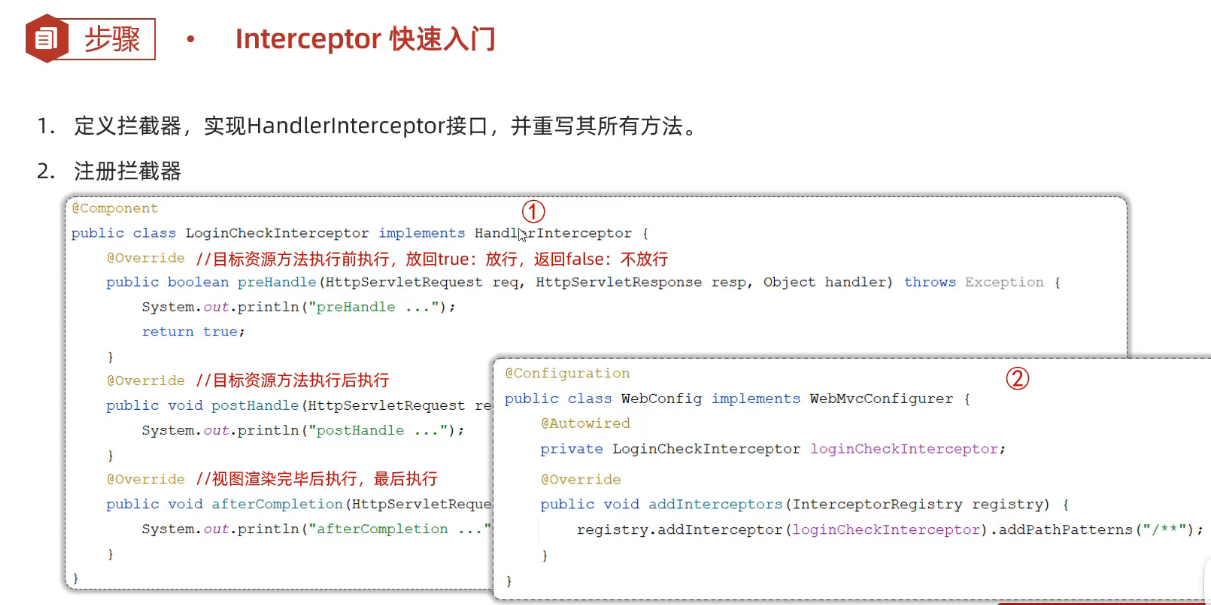 步骤
• Interceptor 快速入门
1. 定义拦截器，实现HandlerInterceptor接口，并重写其所有方法。
2. 注册拦截器
@Component
①
public class LoginCheckInterceptor implements HandlerInterceptor {
@Override //目标资源方法执行前执行，放回true：放行，返回false：不放行
public boolean preHandle(HttpServletRequest req, HttpServletResponse resp, Object handler) throws Exception {
System.out.println("preHandle ...");
return true;
}
@Override //目标资源方法执行后执行
public void postHandle(HttpServletRequest re
System.out.println("postHandle ...");
}
@Override //视图渲染完毕后执行，最后执行
public void afterCompletion(HttpServletReque
System.out.println("afterCompletion ..."
}
}
@Configuration
②
public class WebConfig implements WebMvcConfigurer {
@Autowired
private LoginCheckInterceptor loginCheckInterceptor;
@Override
public void addInterceptors(InterceptorRegistry registry) {
registry.addInterceptor(loginCheckInterceptor).addPathPatterns("/**");
}
}